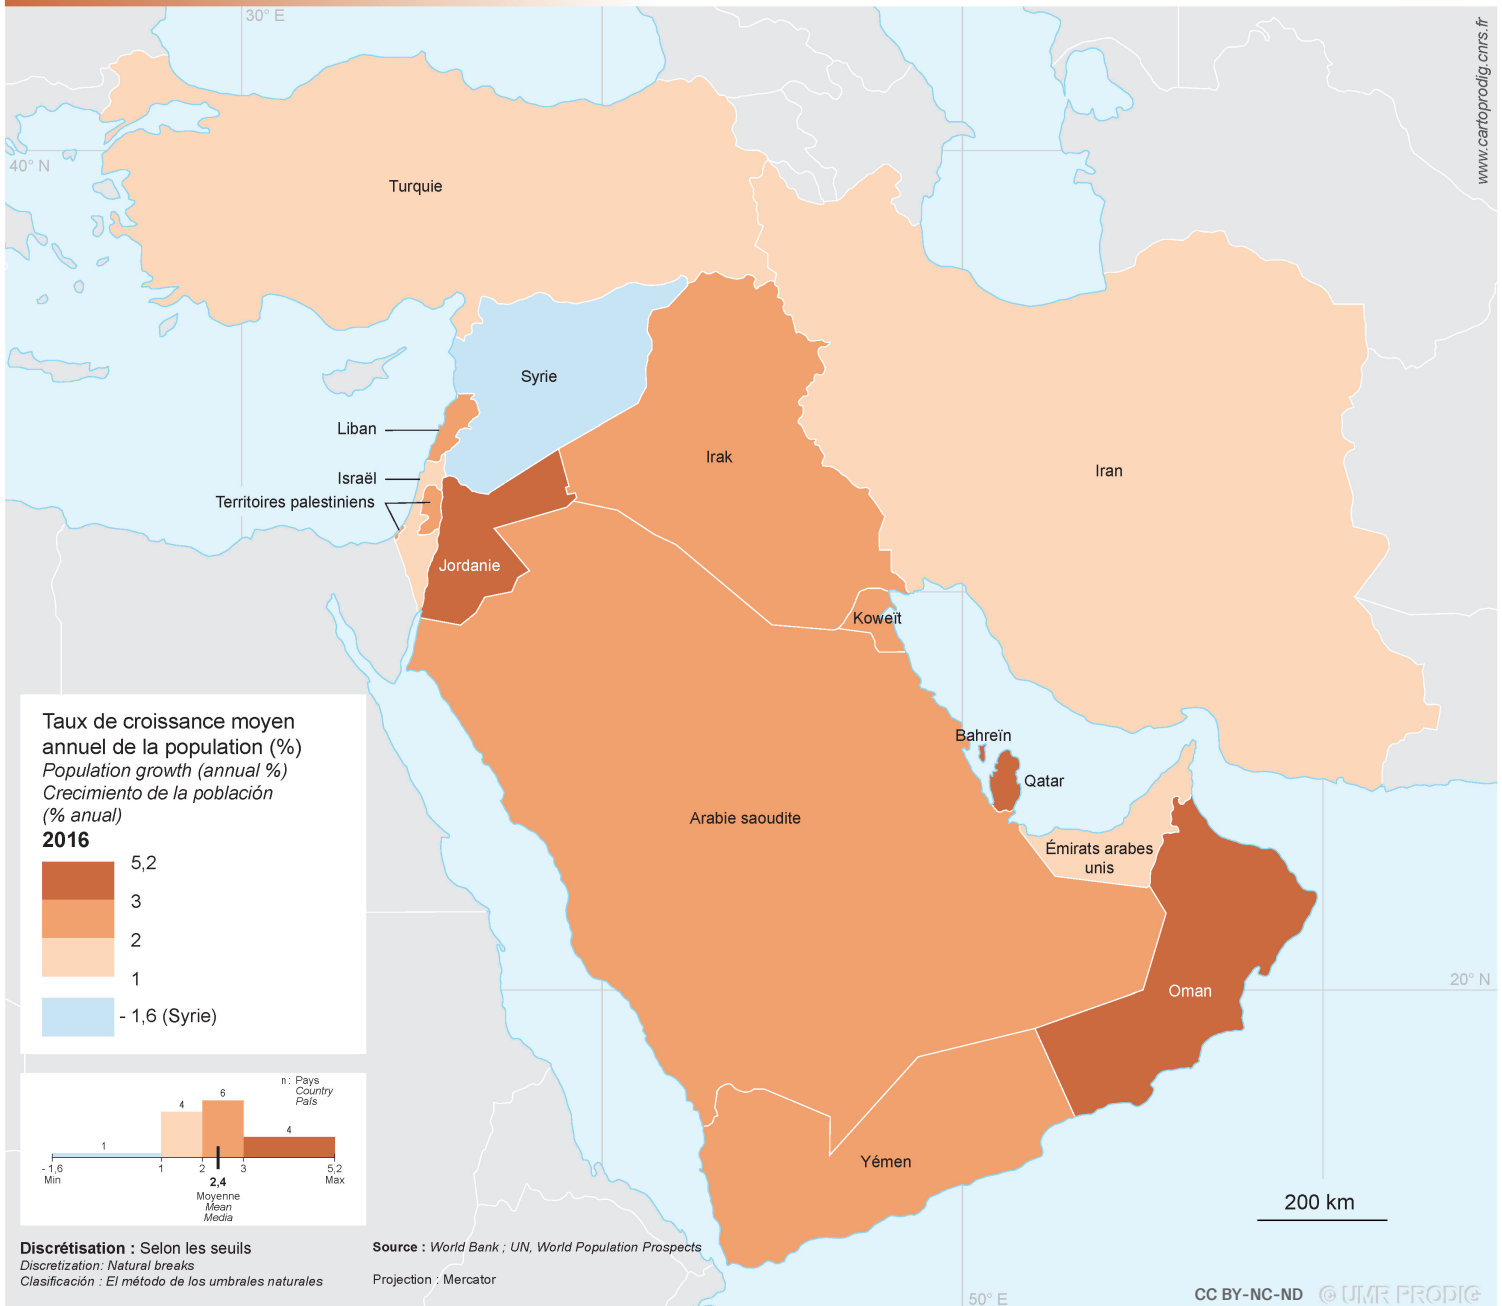 30° E
www.cartoprodig.cnrs.fr
40° N
Turquie
Syrie
Liban
Irak
Iran
Israël
Territoires palestiniens
Jordanie
Koweït
Bahreïn
Qatar
Arabie saoudite
Émirats arabes
unis
Oman
20° N
Yémen
Taux de croissance moyen
annuel de la population (%)
Population growth (annual %)
Crecimiento de la población
(% anual)
2016
5,2
3
2
1
- 1,6 (Syrie)
n : Pays
Country
País
1
4
6
4
- 1,6
Min
1
2
3
5,2
Max
2,4
Moyenne
Mean
Media
200 km
Discrétisation : Selon les seuils
Discretization: Natural breaks
Clasificación : El método de los umbrales naturales
Source : World Bank ; UN, World Population Prospects
Projection : Mercator
50° E
CC BY-NC-ND © UMR PRODIG